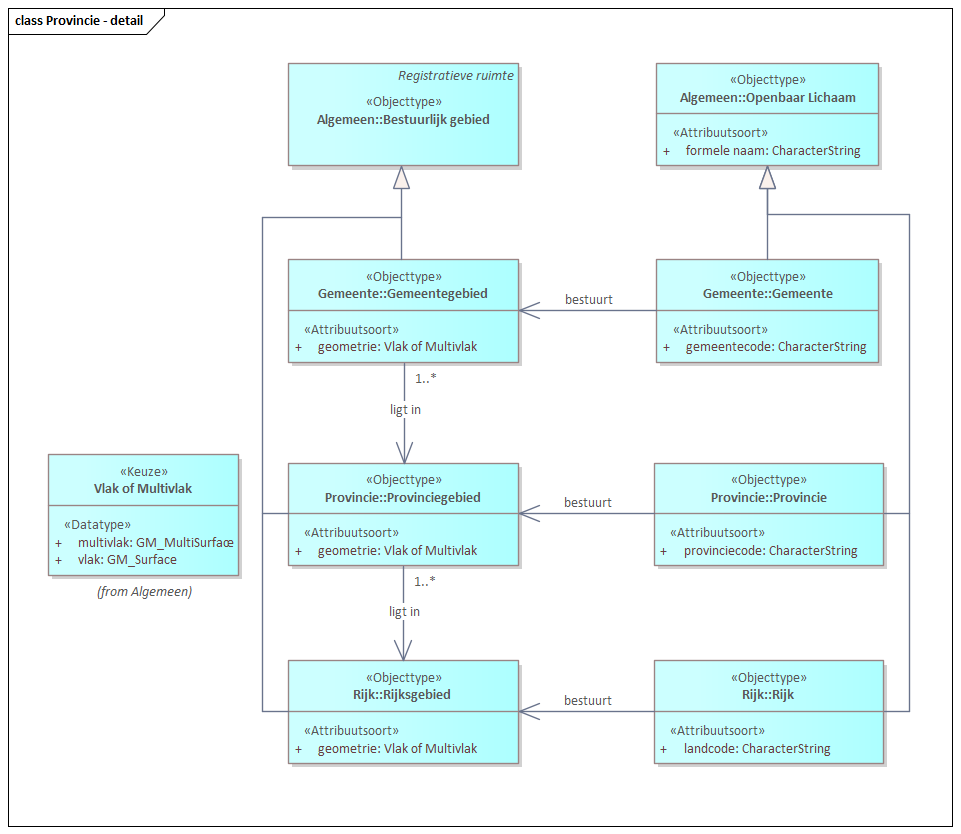 class Provincie - detail
Registratieve ruimte
«Objecttype»
Algemeen::Bestuurlijk gebied
«Objecttype»
Algemeen::Openbaar Lichaam
«Attribuutsoort»
+ formele naam: CharacterString
«Objecttype»
Gemeente::Gemeentegebied
«Attribuutsoort»
+ geometrie: Vlak of Multivlak
bestuurt
«Objecttype»
Gemeente::Gemeente
«Attribuutsoort»
+ gemeentecode: CharacterString
1..*
ligt in
«Keuze»
Vlak of Multivlak
«Datatype»
+ multivlak: GM_MultiSurface
+ vlak: GM_Surface
(from Algemeen)
«Objecttype»
Provincie::Provinciegebied
«Attribuutsoort»
+ geometrie: Vlak of Multivlak
bestuurt
«Objecttype»
Provincie::Provincie
«Attribuutsoort»
+ provinciecode: CharacterString
1..*
ligt in
«Objecttype»
Rijk::Rijksgebied
«Attribuutsoort»
+ geometrie: Vlak of Multivlak
bestuurt
«Objecttype»
Rijk::Rijk
«Attribuutsoort»
+ landcode: CharacterString